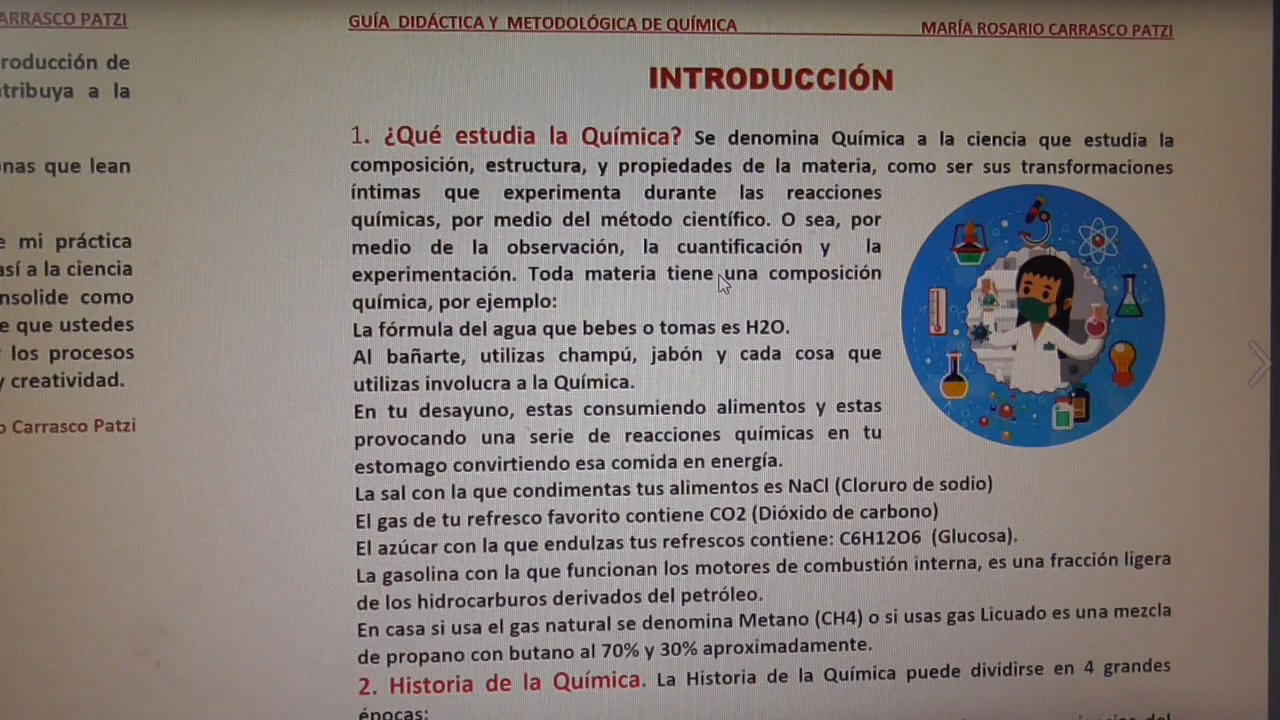 ARRASCO PATZI
roducción de
tribuya a la
nas que lean
e mi práctica
así a la ciencia
nsolide como
e que ustedes
los procesos
y creatividad.
o Carrasco Patzi
GUÍA DIDÁCTICA Y METODOLÓGICA DE QUÍMICA MARÍA ROSARIO CARRASCO PATZI
INTRODUCCIÓN
1. ¿Qué estudia la Química? Se denomina Química a la ciencia que estudia la
composición, estructura, y propiedades de la materia, como ser sus transformaciones
íntimas que experimenta durante las reacciones
químicas, por medio del método científico. O sea, por
medio de la observación, la cuantificación y la
experimentación. Toda materia tiene una composición
química, por ejemplo:
La fórmula del agua que bebes o tomas es H2O.
Al bañarte, utilizas champú, jabón y cada cosa que
utilizas involucra a la Química.
En tu desayuno, estas consumiendo alimentos y estas
provocando una serie de reacciones químicas en tu
estomago convirtiendo esa comida en energía.
La sal con la que condimentas tus alimentos es NaCl (Cloruro de sodio)
El gas de tu refresco favorito contiene CO2 (Dióxido de carbono)
El azúcar con la que endulzas tus refrescos contiene: C6H12O6 (Glucosa).
La gasolina con la que funcionan los motores de combustión interna, es una fracción ligera
de los hidrocarburos derivados del petróleo.
En casa si usa el gas natural se denomina Metano (CH4) o si usas gas Licuado es una mezcla
de propano con butano al 70% y 30% aproximadamente.
2. Historia de la Química. La Historia de la Química puede dividirse en 4 grandes
épocas: